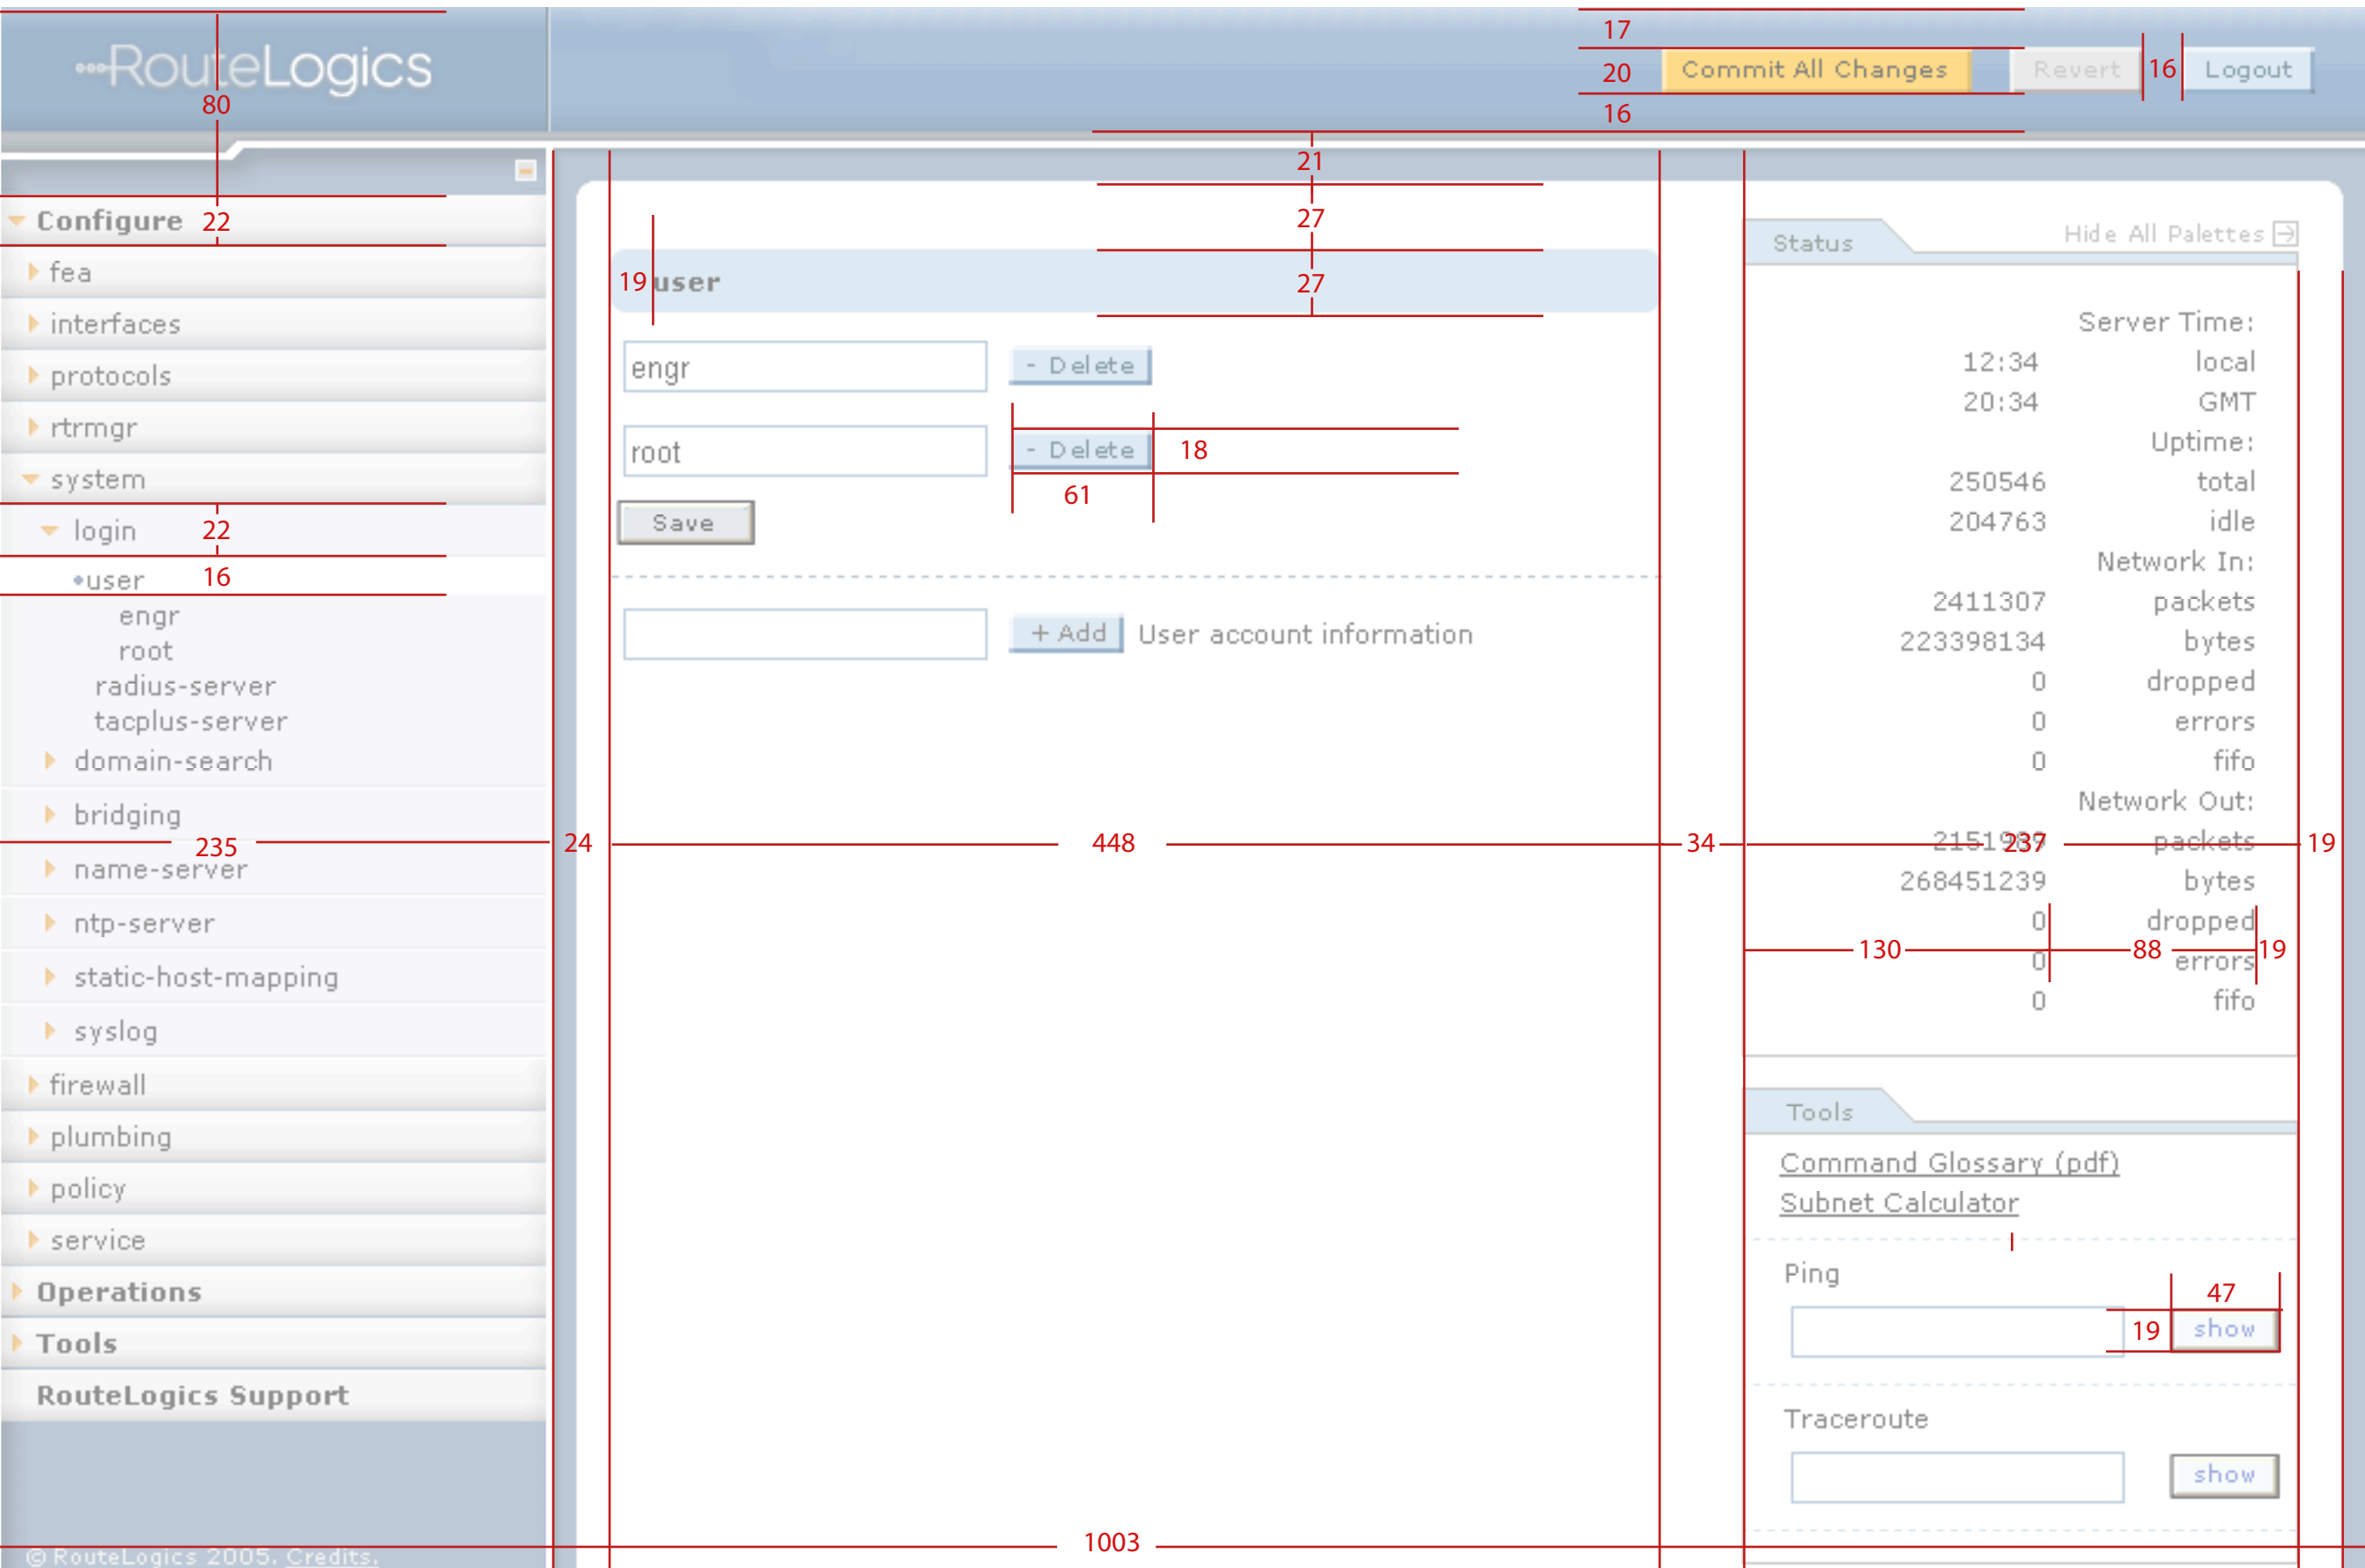 RouteLogics
80
17
20
16
Commit All Changes
Revert
16
Logout
21
27
27
Configure
22
fea
interfaces
protocols
rtrmgr
system
login
22
user
16
engr
root
radius-server
tacplus-server
domain-search
bridging
235
name-server
ntp-server
static-host-mapping
syslog
firewall
plumbing
policy
service
Operations
Tools
RouteLogics Support
© RouteLogics 2005. Credits.
19
user
engr
- Delete
root
- Delete
18
61
Save
+ Add
User account information
24
448
34
237
19
1003
Status
Hide All Palettes
Server Time:
12:34 local
20:34 GMT
Uptime:
250546 total
204763 idle
Network In:
2411307 packets
223398134 bytes
0 dropped
0 errors
0 fifo
Network Out:
2151989 packets
268451239 bytes
0 dropped
130
88
19
0 errors
0 fifo
Tools
Command Glossary (pdf)
Subnet Calculator
Ping
47
19
show
Traceroute
show